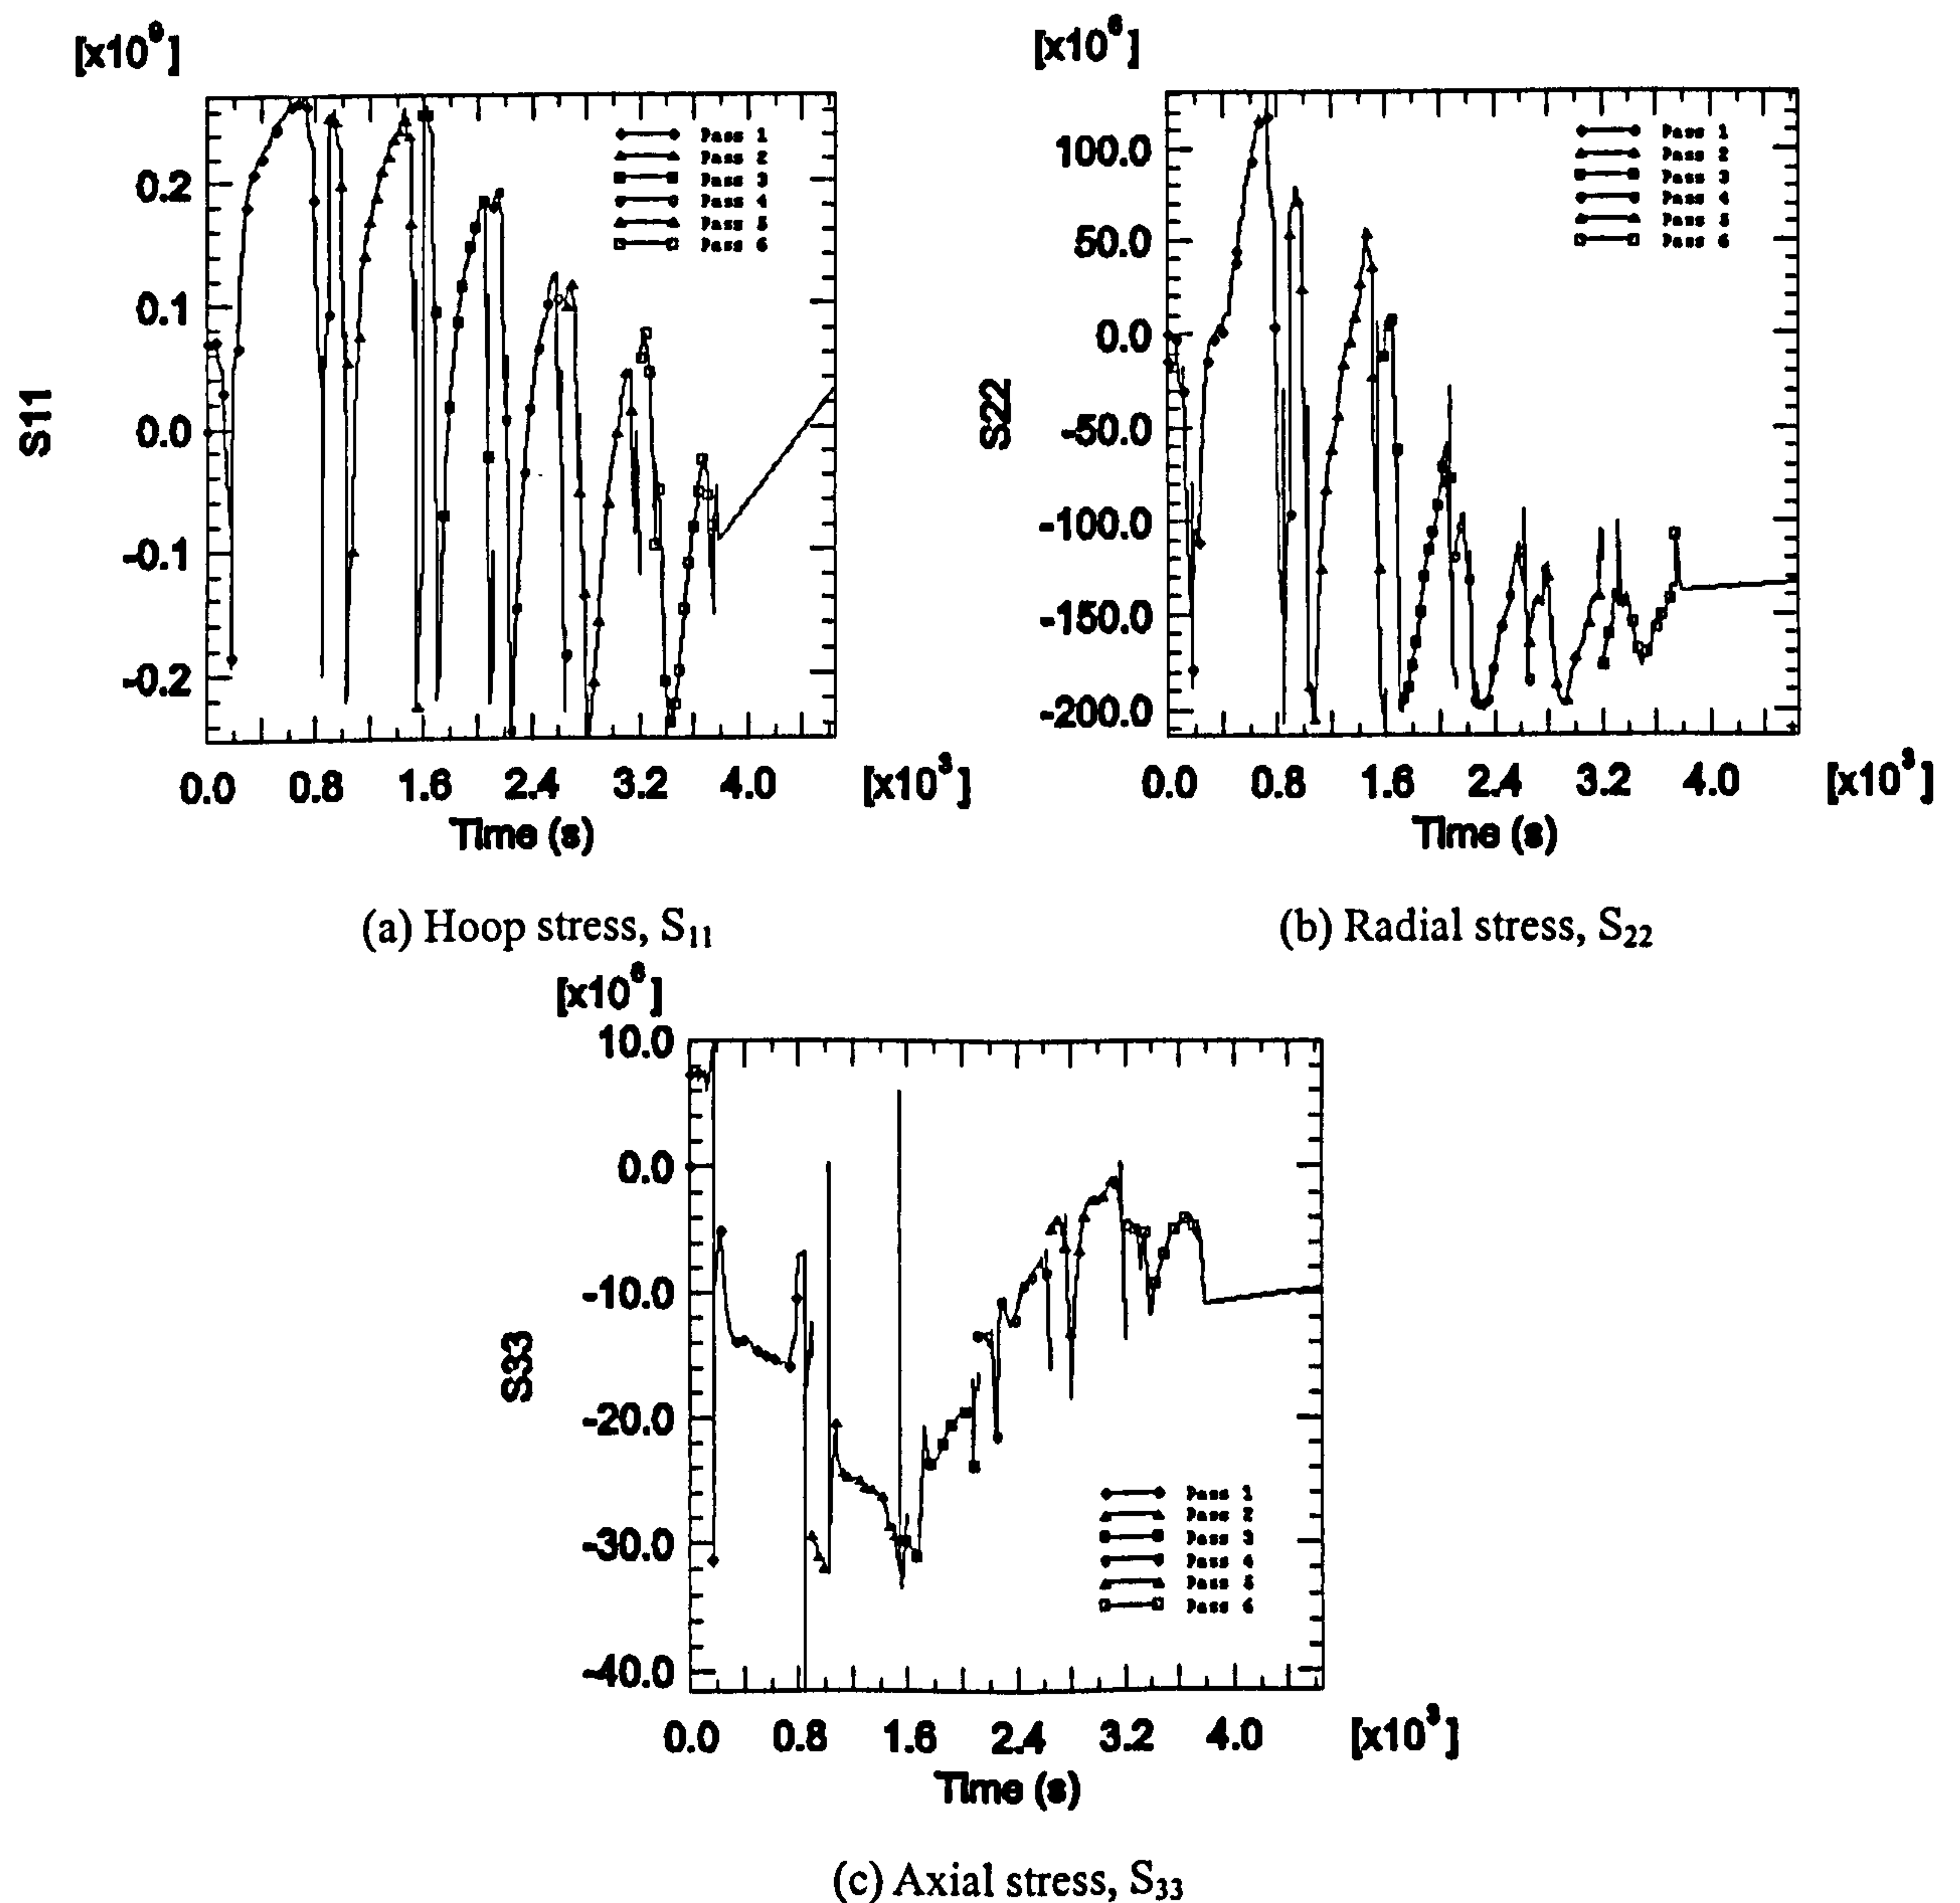 [x10⁹]
S11
0.2
0.1
0.0
-0.1
-0.2
Pass 1
Pass 2
Pass 3
Pass 4
Pass 5
Pass 6
0.0 0.8 1.6 2.4 3.2 4.0 [x10³]
Time (s)
(a) Hoop stress, S₁₁
[x10⁶]
S22
100.0
50.0
0.0
-50.0
-100.0
-150.0
-200.0
Pass 1
Pass 2
Pass 3
Pass 4
Pass 5
Pass 6
0.0 0.8 1.6 2.4 3.2 4.0 [x10³]
Time (s)
(b) Radial stress, S₂₂
[x10⁶]
S33
10.0
0.0
-10.0
-20.0
-30.0
-40.0
Pass 1
Pass 2
Pass 3
Pass 4
Pass 5
Pass 6
0.0 0.8 1.6 2.4 3.2 4.0 [x10³]
Time (s)
(c) Axial stress, S₃₃